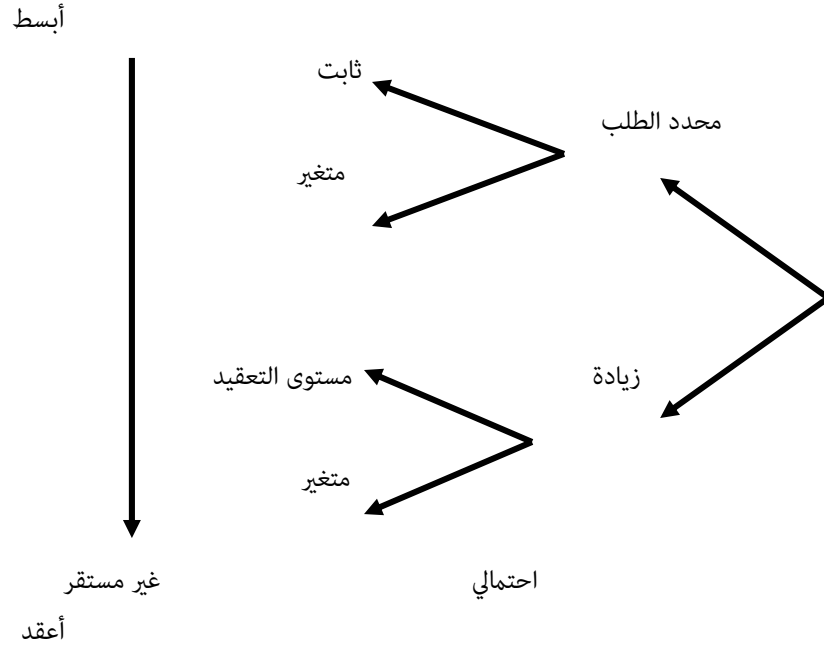 أبسط
ثابت
محدد الطلب
متغير
زيادة
مستوى التعقيد
متغير
احتمالي
غير مستقر
أعقد